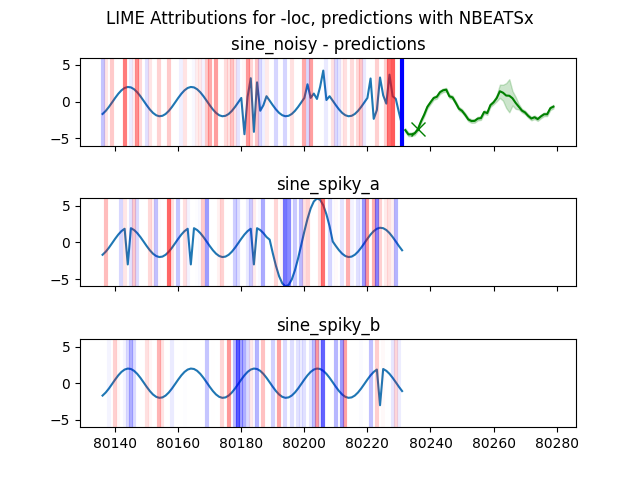 LIME Attributions for -loc, predictions with NBEATSx
sine_noisy - predictions
5
0
−5
sine_spiky_a
5
0
−5
sine_spiky_b
5
0
−5
80140 80160 80180 80200 80220 80240 80260 80280